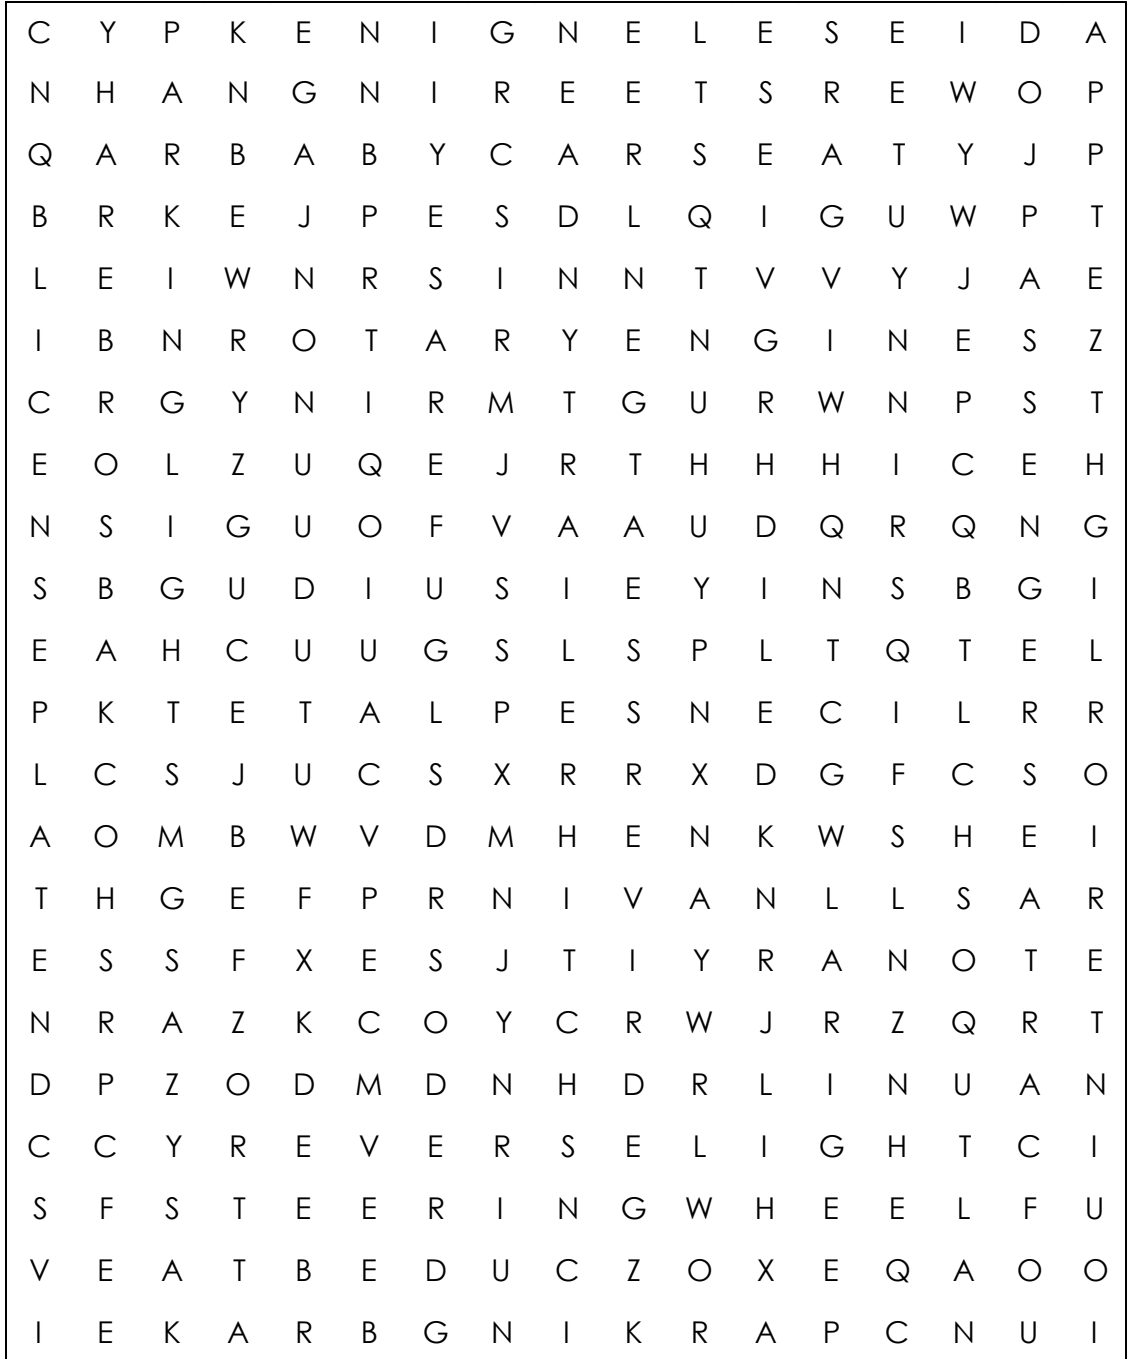 C Y P K E N I G N E L E S E I D A
N H A N G N I R E E T S R E W O P
Q A R B A B Y C A R S E A T Y J P
B R K E J P E S D L Q I G U W P T
L E I W N R S I N N T V V Y J A E
I B N R O T A R Y E N G I N E S Z
C R G Y N I R M T G U R W N P S T
E O L Z U Q E J R T H H H I C E H
N S I G U O F V A A U D Q R Q N G
S B G U D I U S I E Y I N S B G I
E A H C U U G S L S P L T Q T E L
P K T E T A L P E S N E C I L R R
L C S J U C S X R R X D G F C S O
A O M B W V D M H E N K W S H E I
T H G E F P R N I V A N L L S A R
E S S F X E S J T I Y R A N O T E
N R A Z K C O Y C R W J R Z Q R T
D P Z O D M D N H D R L I N U A N
C C Y R E V E R S E L I G H T C I
S F S T E E R I N G W H E E L F U
V E A T B E D U C Z O X E Q A O O
I E K A R B G N I K R A P C N U I